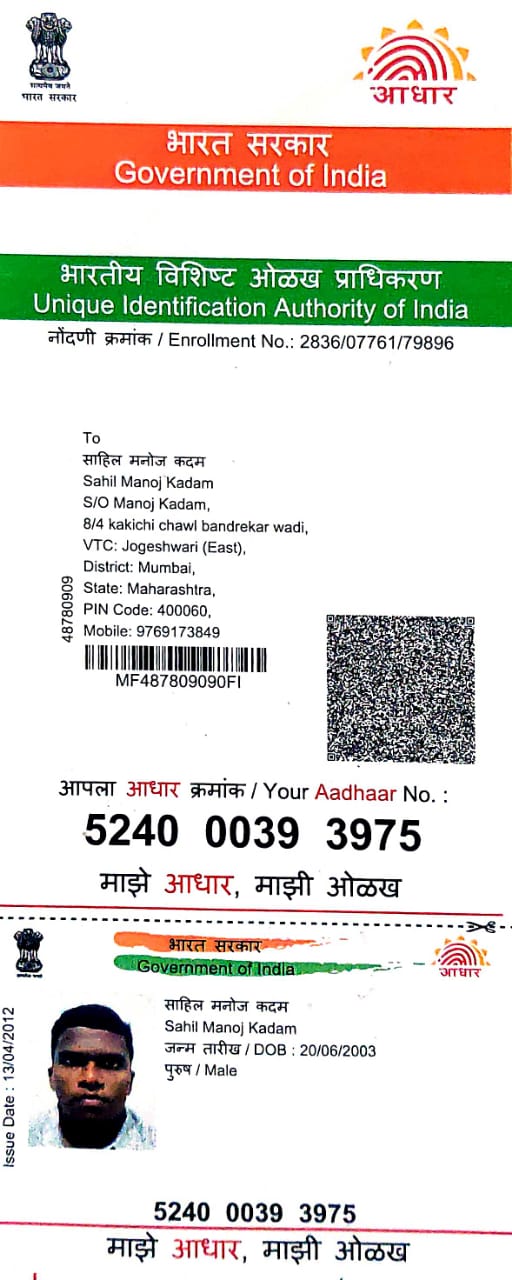 सत्यमेव जयते
भारत सरकार
आधार
भारत सरकार
Government of India
भारतीय विशिष्ट ओळख प्राधिकरण
Unique Identification Authority of India
नोंदणी क्रमांक / Enrollment No.: 2836/07761/79896
To
साहिल मनोज कदम
Sahil Manoj Kadam
S/O Manoj Kadam,
8/4 kakichi chawl bandrekar wadi,
VTC: Jogeshwari (East),
District: Mumbai,
State: Maharashtra,
PIN Code: 400060,
Mobile: 9769173849
48780909
MF487809090FI
आपला आधार क्रमांक / Your Aadhaar No. :
5240 0039 3975
माझे आधार, माझी ओळख
भारत सरकार
Government of India
आधार
Issue Date : 13/04/2012
साहिल मनोज कदम
Sahil Manoj Kadam
जन्म तारीख / DOB : 20/06/2003
पुरुष / Male
5240 0039 3975
माझे आधार, माझी ओळख